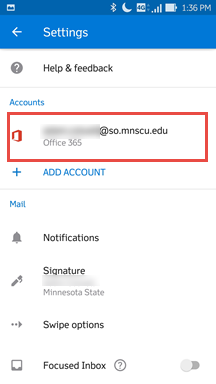 1:36 PM
Settings
Help & feedback
Accounts
@so.mnscu.edu
Office 365
ADD ACCOUNT
Mail
Notifications
Signature
Minnesota State
Swipe options
Focused Inbox